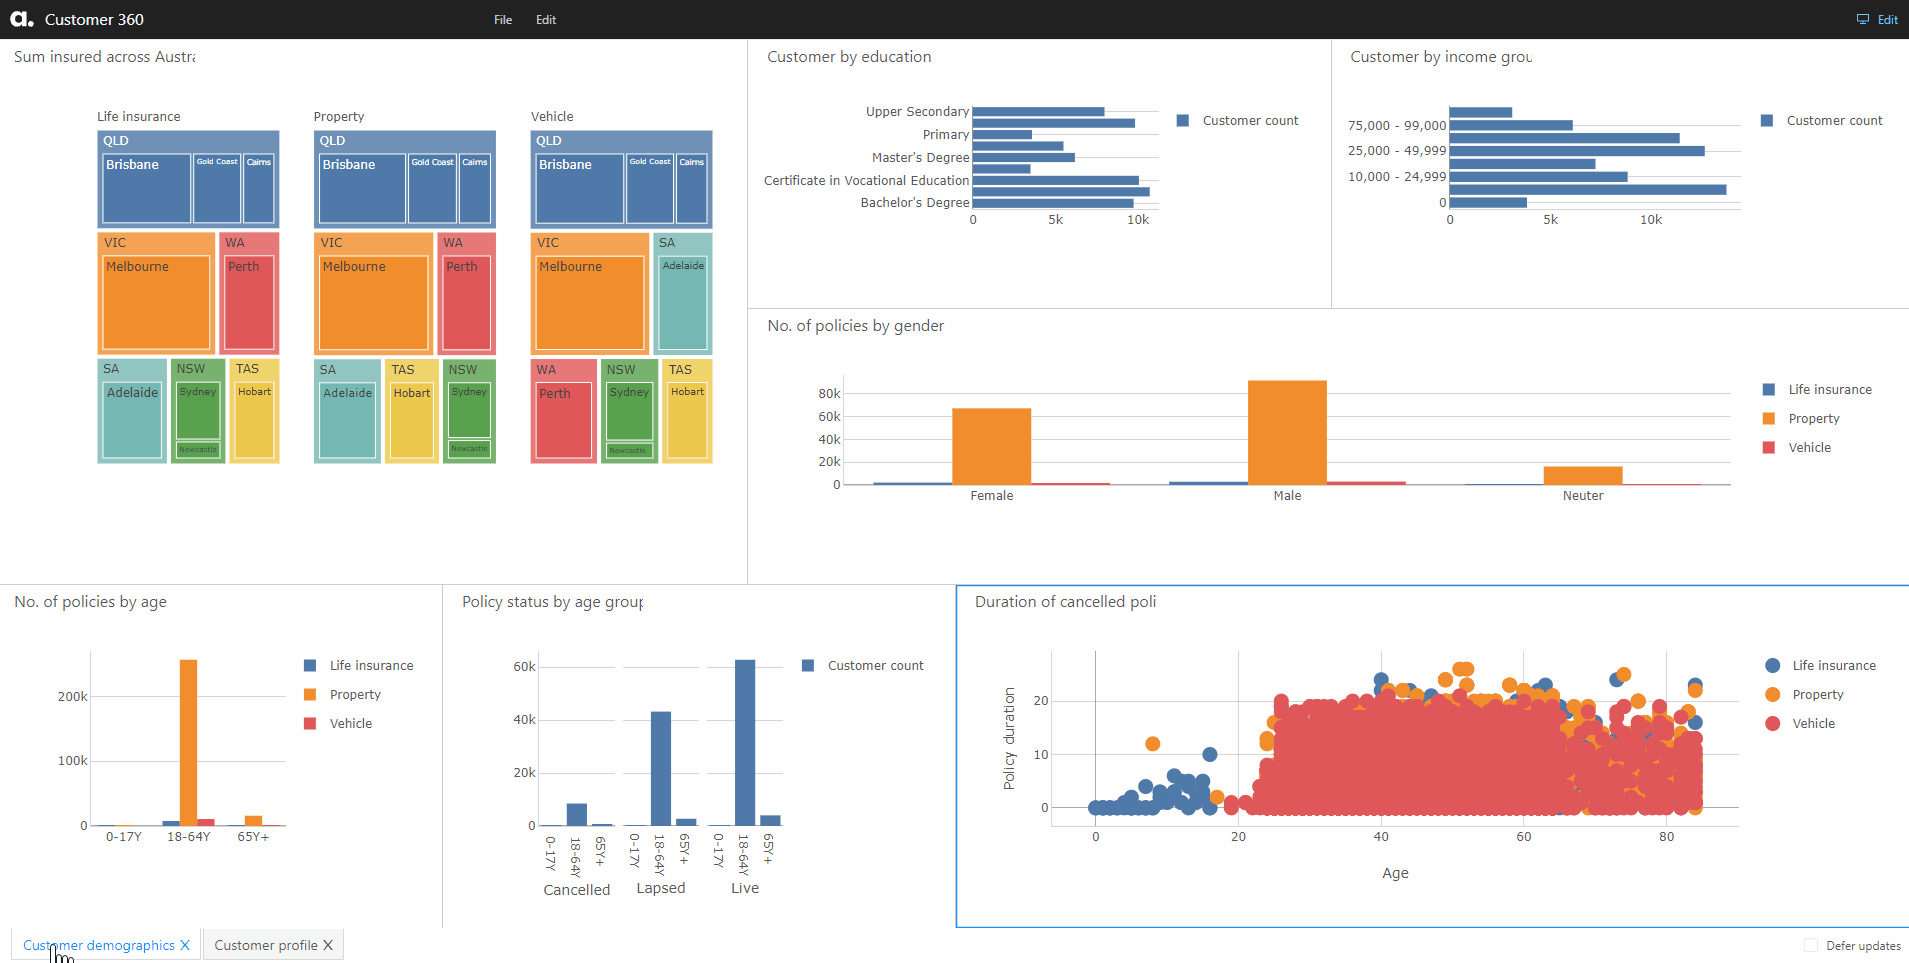 a. Customer 360 File Edit Edit
Sum insured across Austra
Life insurance Property Vehicle
QLD QLD QLD
Brisbane Gold Coast Cairns Brisbane Gold Coast Cairns Brisbane Gold Coast Cairns
VIC WA VIC WA VIC SA
Melbourne Perth Melbourne Perth Melbourne Adelaide
SA NSW TAS SA TAS NSW WA NSW TAS
Adelaide Sydney Hobart Adelaide Hobart Sydney Perth Sydney Hobart
Newcastle Newcastle Newcastle
Customer by education
Upper Secondary
Primary
Master's Degree
Certificate in Vocational Education
Bachelor's Degree
0 5k 10k
Customer count
Customer by income grou
75,000 - 99,000
25,000 - 49,999
10,000 - 24,999
0
0 5k 10k
Customer count
No. of policies by gender
80k
60k
40k
20k
0
Female Male Neuter
Life insurance
Property
Vehicle
No. of policies by age
200k
100k
0
0-17Y 18-64Y 65Y+
Life insurance
Property
Vehicle
Policy status by age group
60k
40k
20k
0
0-17Y 18-64Y 65Y+ 0-17Y 18-64Y 65Y+ 0-17Y 18-64Y 65Y+
Cancelled Lapsed Live
Customer count
Duration of cancelled poli
Policy duration
20
10
0
0 20 40 60 80
Age
Life insurance
Property
Vehicle
Customer demographics X Customer profile X Defer updates